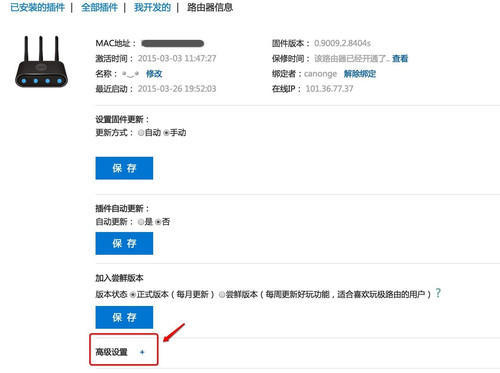 已安装的插件 | 全部插件 | 我开发的 | 路由器信息
MAC地址： 固件版本： 0.9009,2.8404s
激活时间： 2015-03-03 11:47:27 保修时间： 该路由器已经开通了.. 查看
名称： 修改 绑定者： canonge 解除绑定
最近启动： 2015-03-26 19:52:03 在线IP： 101.36.77.37
设置固件更新：
更新方式： 自动 手动
保 存
插件自动更新：
自动更新： 是 否
保 存
加入尝鲜版本
版本状态 正式版本（每月更新） 尝鲜版本（每周更新好玩功能，适合喜欢玩极路由的用户） ?
保 存
高级设置 +